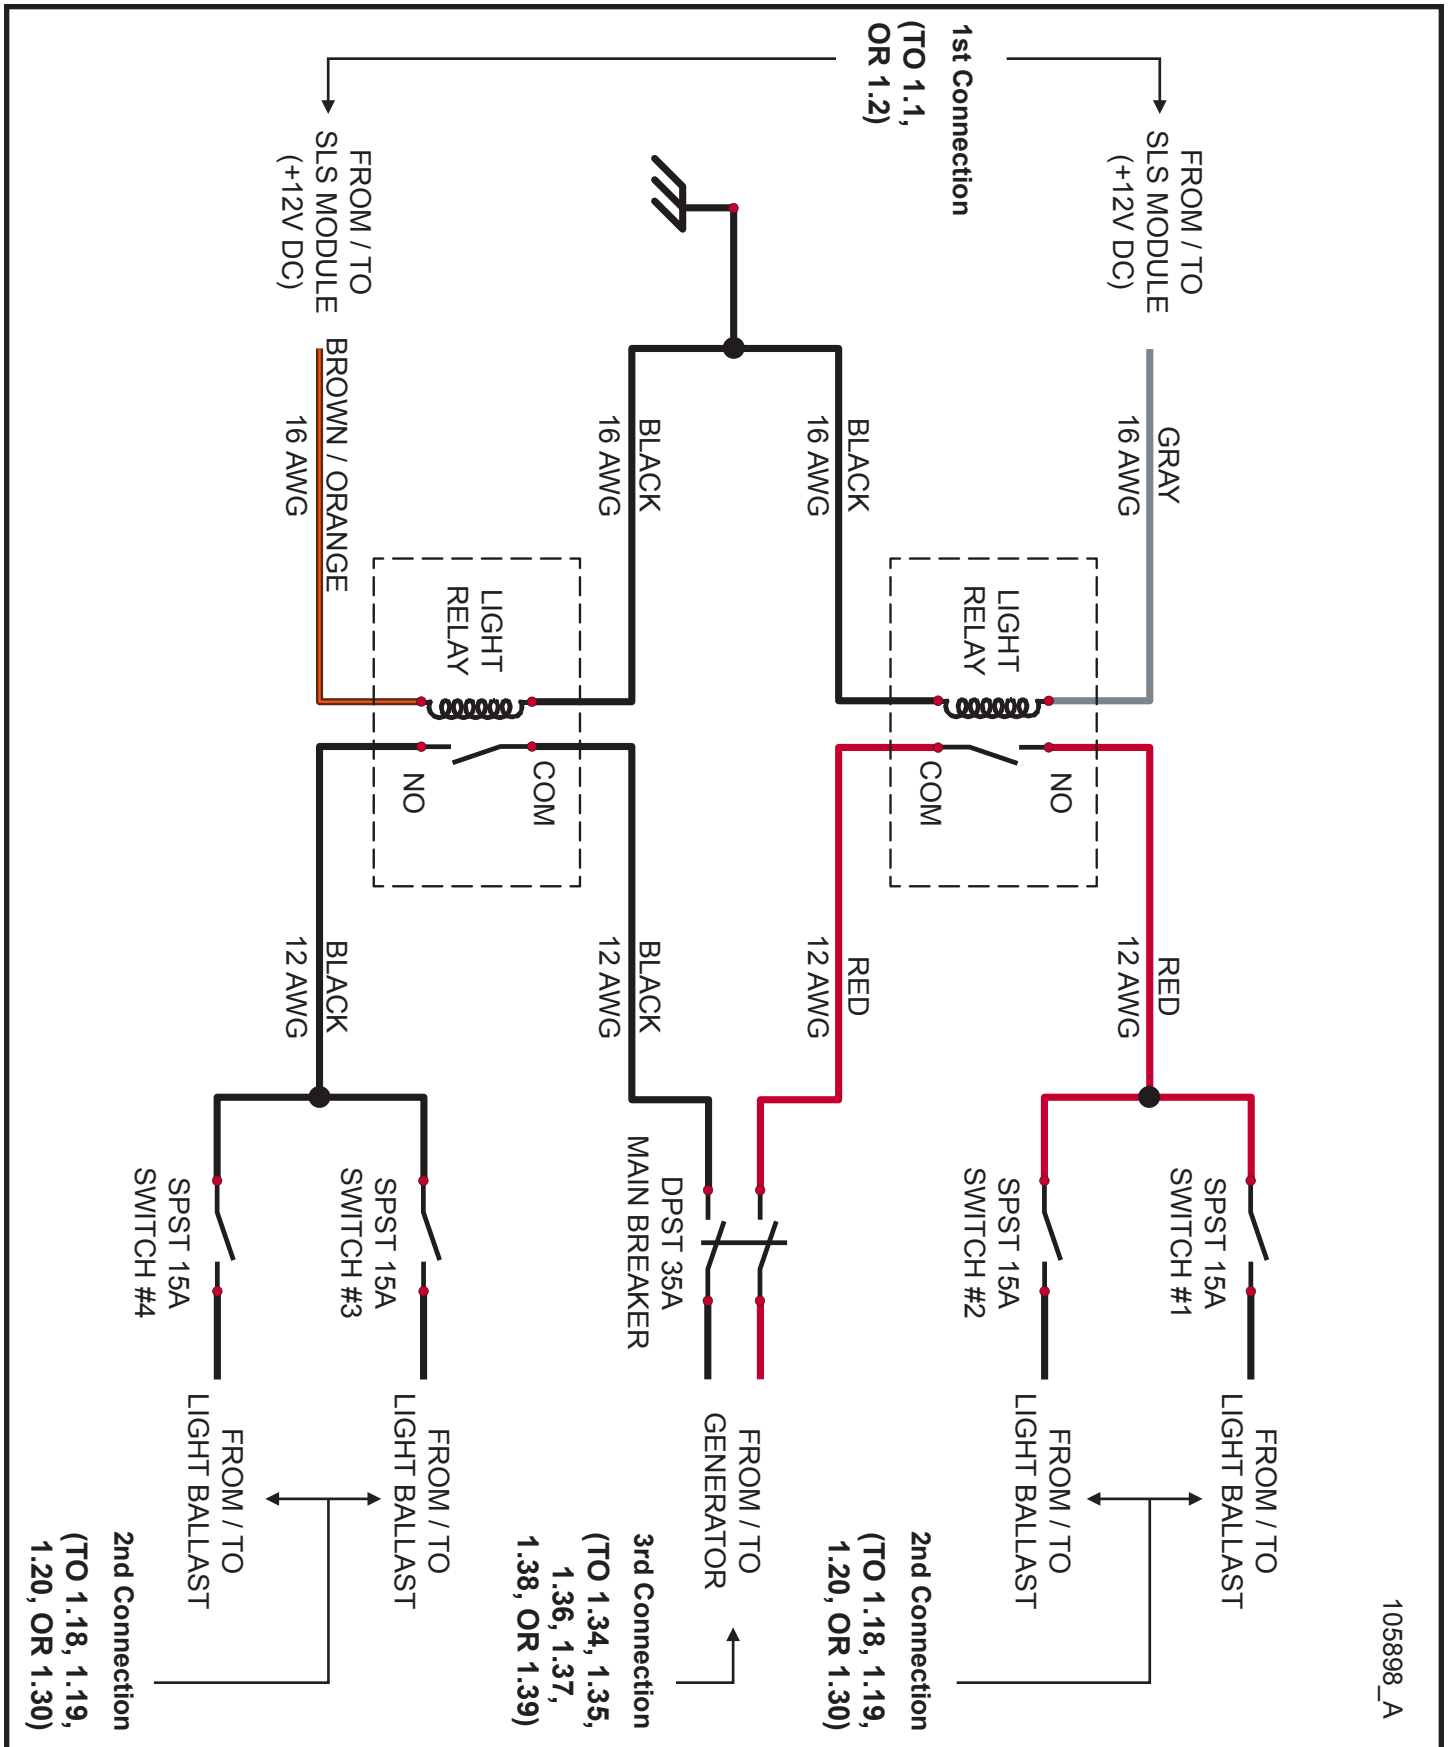 105898_A
FROM / TO
SLS MODULE
(+12V DC)
GRAY
16 AWG
RED
12 AWG
SPST 15A
SWITCH #1
FROM / TO
LIGHT BALLAST
LIGHT
RELAY
NO
COM
SPST 15A
SWITCH #2
FROM / TO
LIGHT BALLAST
1st Connection
(TO 1.1,
OR 1.2)
2nd Connection
(TO 1.18, 1.19,
1.20, OR 1.30)
BLACK
16 AWG
RED
12 AWG
DPST 35A
MAIN BREAKER
FROM / TO
GENERATOR
3rd Connection
(TO 1.34, 1.35,
1.36, 1.37,
1.38, OR 1.39)
BLACK
16 AWG
BLACK
12 AWG
LIGHT
RELAY
COM
NO
SPST 15A
SWITCH #3
FROM / TO
LIGHT BALLAST
FROM / TO
SLS MODULE
(+12V DC)
BROWN / ORANGE
16 AWG
BLACK
12 AWG
SPST 15A
SWITCH #4
FROM / TO
LIGHT BALLAST
2nd Connection
(TO 1.18, 1.19,
1.20, OR 1.30)